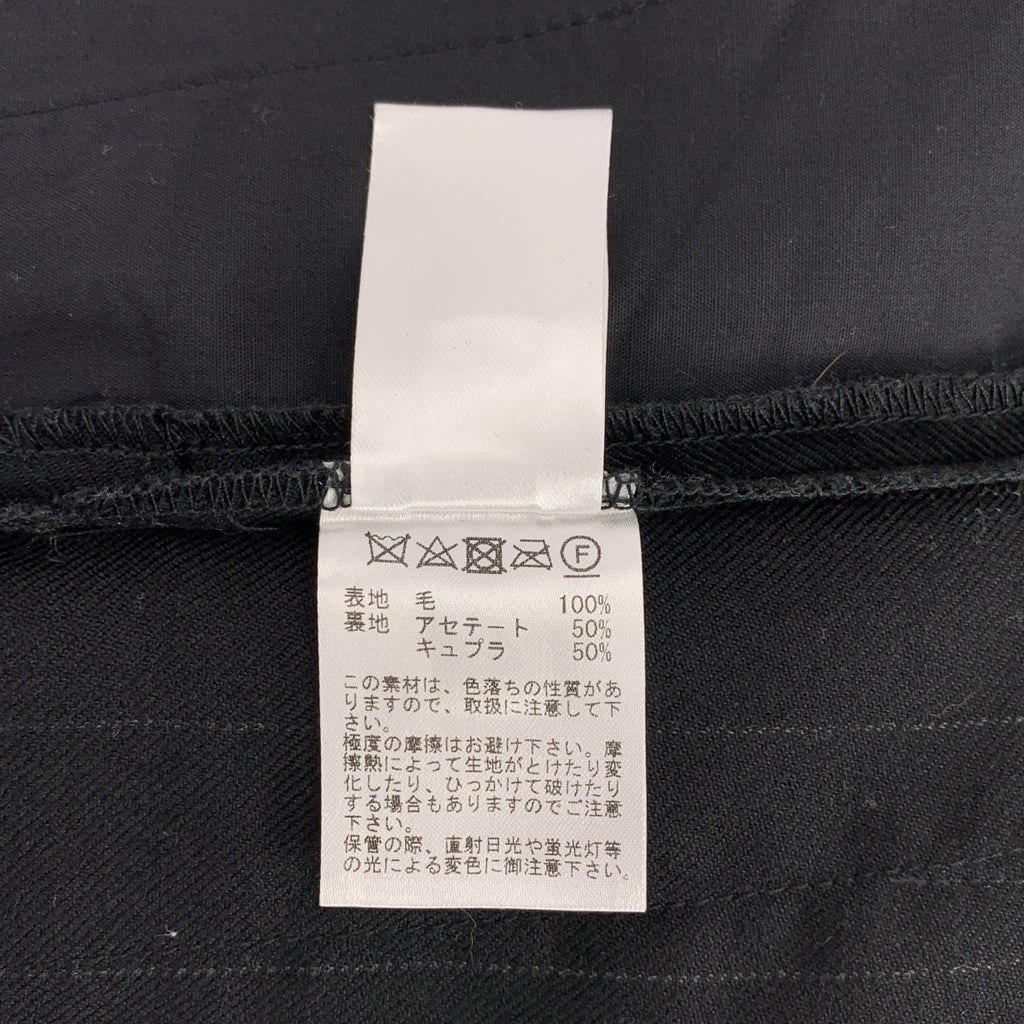 F
表地 毛 100%
裏地 アセテート 50%
キュプラ 50%
この素材は、色落ちの性質があ
りますので、取扱に注意して下
さい。
極度の摩擦はお避け下さい。摩
擦熱によって生地がとけたり変
化したり、ひっかけて破けたり
する場合もありますのでご注意
下さい。
保管の際、直射日光や蛍光灯等
の光による変色に御注意下さい。